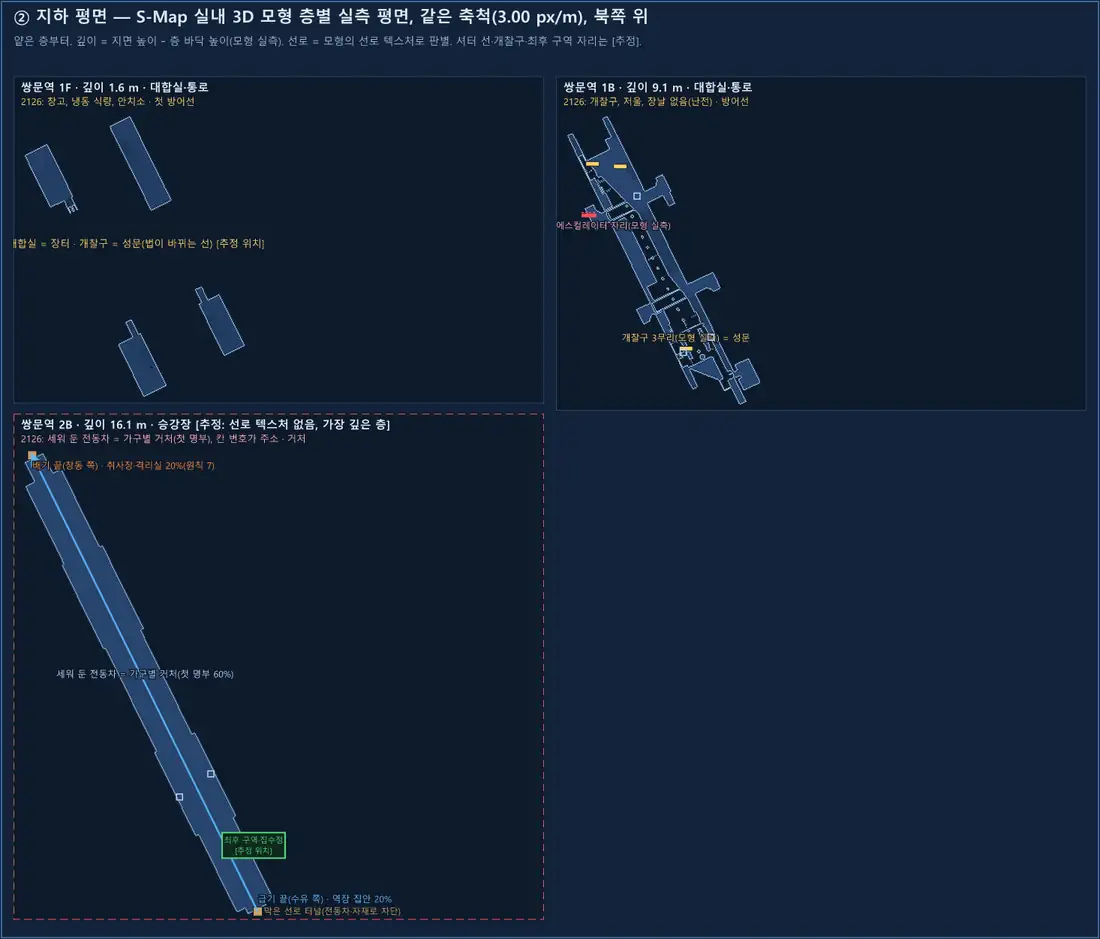 ② 지하 평면 — S-Map 실내 3D 모형 층별 실측 평면, 같은 축척(3.00 px/m), 북쪽 위
얕은 층부터. 깊이 = 지면 높이 - 층 바닥 높이(모형 실측). 선로 = 모형의 선로 텍스처로 판별. 셔터 선·개찰구·최후 구역 자리는 [추정].
쌍문역 1F · 깊이 1.6 m · 대합실·통로
2126: 창고, 냉동 식량, 안치소 · 첫 방어선
대합실 = 장터 · 개찰구 = 성문(법이 바뀌는 선) [추정 위치]
쌍문역 1B · 깊이 9.1 m · 대합실·통로
2126: 개찰구, 저울, 장날 없음(난전) · 방어선
에스컬레이터 자리(모형 실측)
개찰구 3무리(모형 실측) = 성문
쌍문역 2B · 깊이 16.1 m · 승강장 [추정: 선로 텍스처 없음, 가장 깊은 층]
2126: 세워 둔 전동차 = 가구별 거처(첫 명부), 칸 번호가 주소 · 거처
배기 끝(창동 쪽) · 취사장·격리실 20%(원칙 7)
세워 둔 전동차 = 가구별 거처(첫 명부 60%)
최후 구역·집수정
[추정 위치]
급기 끝(수유 쪽) · 역장 집안 20%
막은 선로 터널(전동차·자재로 차단)